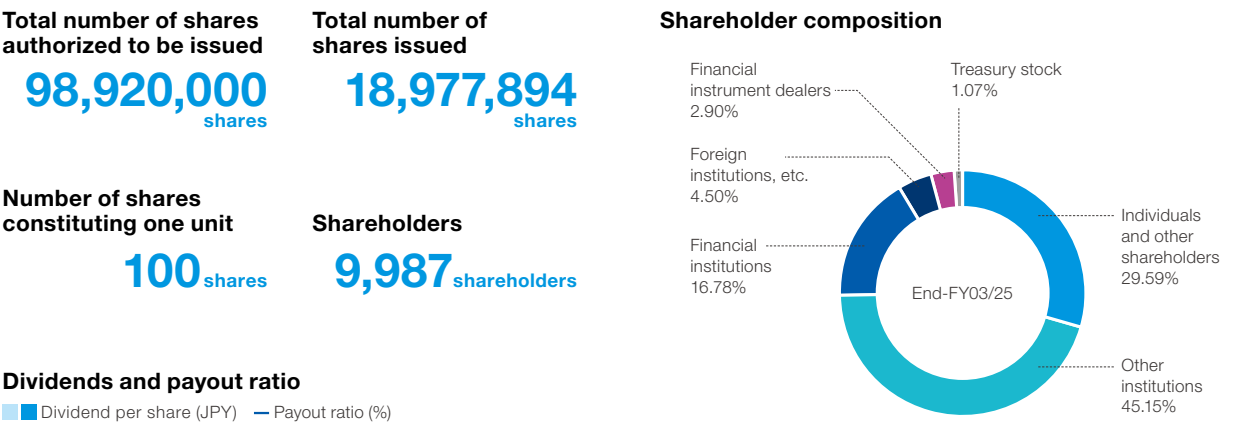 Total number of shares
authorized to be issued
98,920,000
shares
Total number of
shares issued
18,977,894
shares
Number of shares
constituting one unit
100 shares
Shareholders
9,987 shareholders
Dividends and payout ratio
Dividend per share (JPY)
Payout ratio (%)
Shareholder composition
Financial
instrument dealers
2.90%
Treasury stock
1.07%
Foreign
institutions, etc.
4.50%
Financial
institutions
16.78%
End-FY03/25
Individuals
and other
shareholders
29.59%
Other
institutions
45.15%